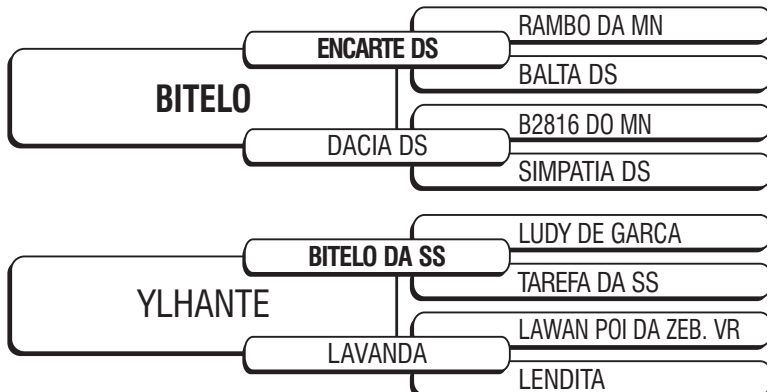 RAMBO DA MN
ENCARTE DS
BALTA DS
BITELO
B2816 DO MN
DACIA DS
SIMPATIA DS
LUDY DE GARCA
BITELO DA SS
TAREFA DA SS
YLHANTE
LAWAN POI DA ZEB. VR
LAVANDA
LENDITA